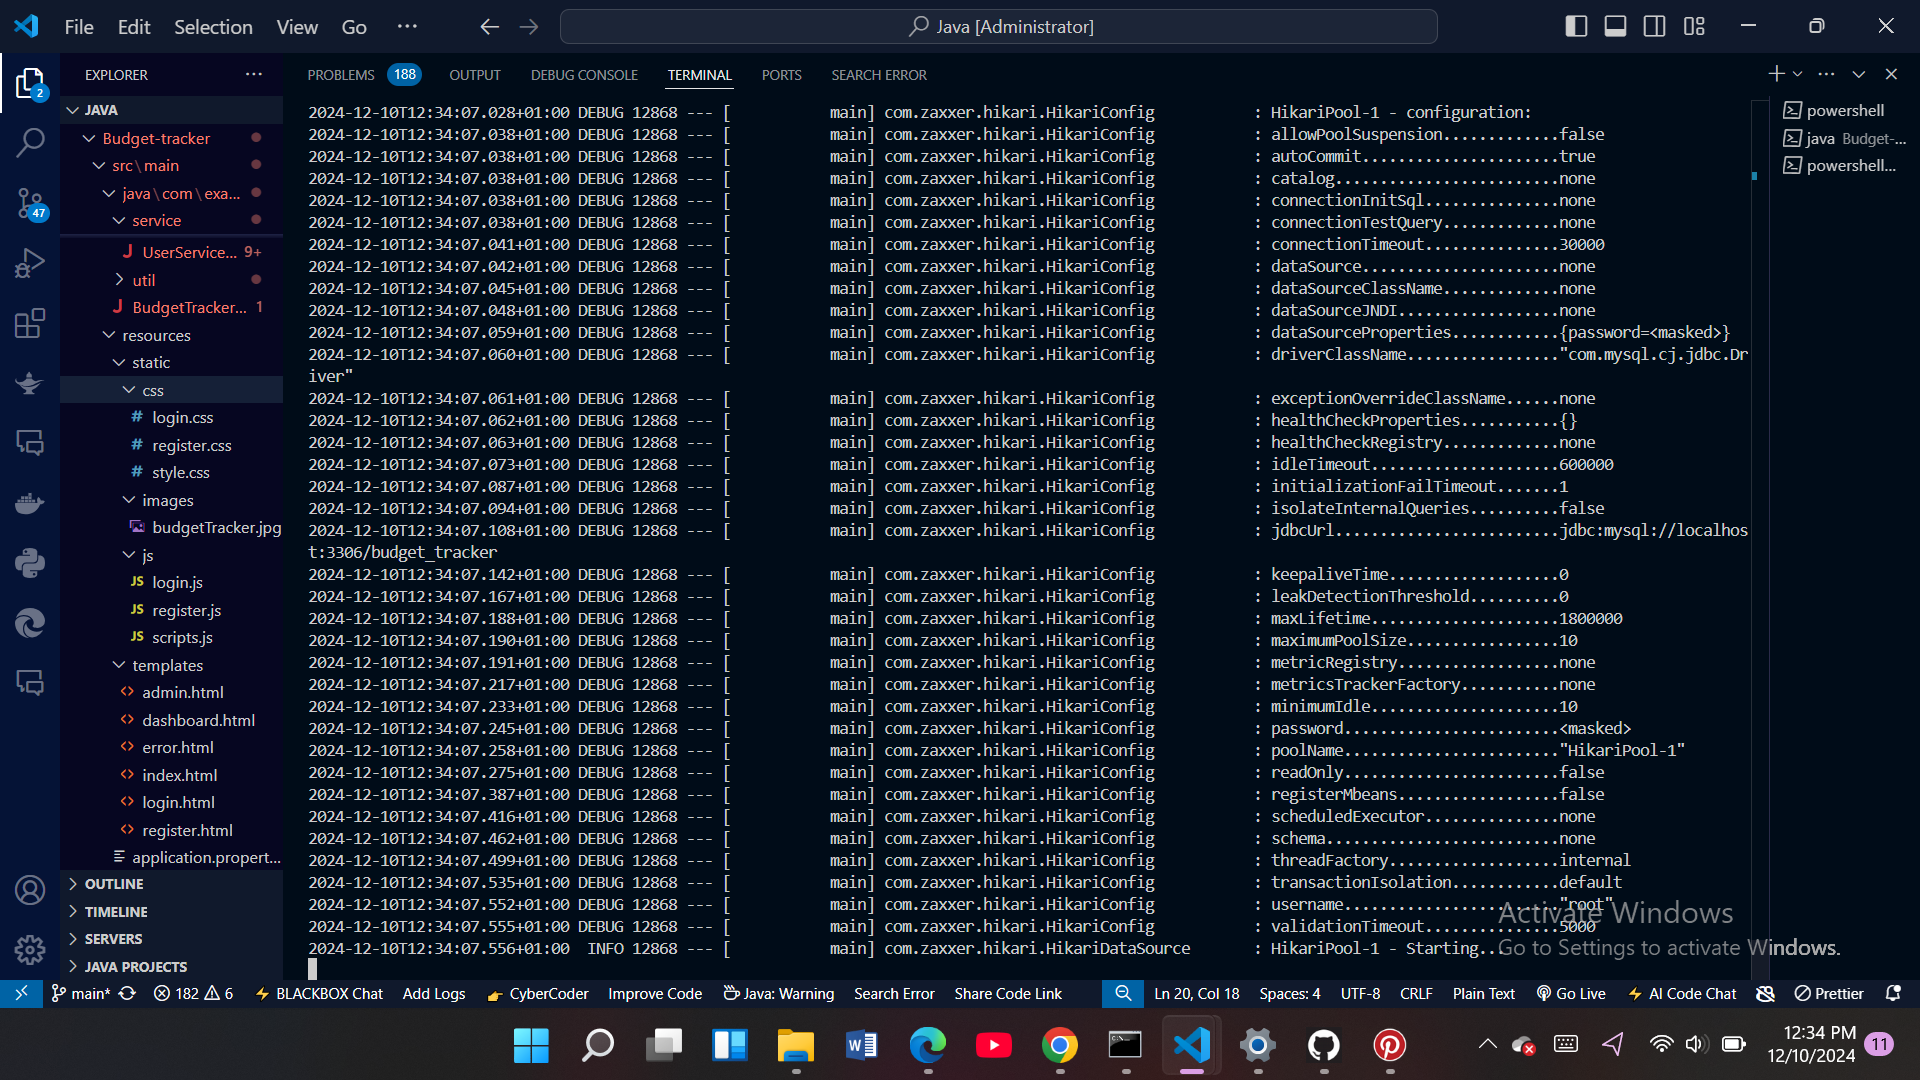 File Edit Selection View Go ··· Java [Administrator]
EXPLORER ···
2
JAVA
Budget-tracker
src\main
java\com\exa...
service
UserService... 9+
util
BudgetTracker... 1
resources
static
css
# login.css
# register.css
# style.css
images
budgetTracker.jpg
js
JS login.js
JS register.js
JS scripts.js
templates
<> admin.html
<> dashboard.html
<> error.html
<> index.html
<> login.html
<> register.html
application.propert...
OUTLINE
TIMELINE
SERVERS
JAVA PROJECTS
47
PROBLEMS 188 OUTPUT DEBUG CONSOLE TERMINAL PORTS SEARCH ERROR
2024-12-10T12:34:07.028+01:00 DEBUG 12868 --- [ main] com.zaxxer.hikari.HikariConfig : HikariPool-1 - configuration:
2024-12-10T12:34:07.038+01:00 DEBUG 12868 --- [ main] com.zaxxer.hikari.HikariConfig : allowPoolSuspension.............false
2024-12-10T12:34:07.038+01:00 DEBUG 12868 --- [ main] com.zaxxer.hikari.HikariConfig : autoCommit......................true
2024-12-10T12:34:07.038+01:00 DEBUG 12868 --- [ main] com.zaxxer.hikari.HikariConfig : catalog.........................none
2024-12-10T12:34:07.038+01:00 DEBUG 12868 --- [ main] com.zaxxer.hikari.HikariConfig : connectionInitSql...............none
2024-12-10T12:34:07.038+01:00 DEBUG 12868 --- [ main] com.zaxxer.hikari.HikariConfig : connectionTestQuery.............none
2024-12-10T12:34:07.041+01:00 DEBUG 12868 --- [ main] com.zaxxer.hikari.HikariConfig : connectionTimeout...............30000
2024-12-10T12:34:07.042+01:00 DEBUG 12868 --- [ main] com.zaxxer.hikari.HikariConfig : dataSource......................none
2024-12-10T12:34:07.045+01:00 DEBUG 12868 --- [ main] com.zaxxer.hikari.HikariConfig : dataSourceClassName.............none
2024-12-10T12:34:07.048+01:00 DEBUG 12868 --- [ main] com.zaxxer.hikari.HikariConfig : dataSourceJNDI..................none
2024-12-10T12:34:07.059+01:00 DEBUG 12868 --- [ main] com.zaxxer.hikari.HikariConfig : dataSourceProperties............{password=<masked>}
2024-12-10T12:34:07.060+01:00 DEBUG 12868 --- [ main] com.zaxxer.hikari.HikariConfig : driverClassName................."com.mysql.cj.jdbc.Dr
iver"
2024-12-10T12:34:07.061+01:00 DEBUG 12868 --- [ main] com.zaxxer.hikari.HikariConfig : exceptionOverrideClassName......none
2024-12-10T12:34:07.062+01:00 DEBUG 12868 --- [ main] com.zaxxer.hikari.HikariConfig : healthCheckProperties...........{}
2024-12-10T12:34:07.063+01:00 DEBUG 12868 --- [ main] com.zaxxer.hikari.HikariConfig : healthCheckRegistry.............none
2024-12-10T12:34:07.073+01:00 DEBUG 12868 --- [ main] com.zaxxer.hikari.HikariConfig : idleTimeout.....................600000
2024-12-10T12:34:07.087+01:00 DEBUG 12868 --- [ main] com.zaxxer.hikari.HikariConfig : initializationFailTimeout.......1
2024-12-10T12:34:07.094+01:00 DEBUG 12868 --- [ main] com.zaxxer.hikari.HikariConfig : isolateInternalQueries..........false
2024-12-10T12:34:07.108+01:00 DEBUG 12868 --- [ main] com.zaxxer.hikari.HikariConfig : jdbcUrl.........................jdbc:mysql://localhos
t:3306/budget_tracker
2024-12-10T12:34:07.142+01:00 DEBUG 12868 --- [ main] com.zaxxer.hikari.HikariConfig : keepaliveTime...................0
2024-12-10T12:34:07.167+01:00 DEBUG 12868 --- [ main] com.zaxxer.hikari.HikariConfig : leakDetectionThreshold..........0
2024-12-10T12:34:07.188+01:00 DEBUG 12868 --- [ main] com.zaxxer.hikari.HikariConfig : maxLifetime.....................1800000
2024-12-10T12:34:07.190+01:00 DEBUG 12868 --- [ main] com.zaxxer.hikari.HikariConfig : maximumPoolSize.................10
2024-12-10T12:34:07.191+01:00 DEBUG 12868 --- [ main] com.zaxxer.hikari.HikariConfig : metricRegistry..................none
2024-12-10T12:34:07.217+01:00 DEBUG 12868 --- [ main] com.zaxxer.hikari.HikariConfig : metricsTrackerFactory...........none
2024-12-10T12:34:07.233+01:00 DEBUG 12868 --- [ main] com.zaxxer.hikari.HikariConfig : minimumIdle.....................10
2024-12-10T12:34:07.245+01:00 DEBUG 12868 --- [ main] com.zaxxer.hikari.HikariConfig : password........................<masked>
2024-12-10T12:34:07.258+01:00 DEBUG 12868 --- [ main] com.zaxxer.hikari.HikariConfig : poolName........................"HikariPool-1"
2024-12-10T12:34:07.275+01:00 DEBUG 12868 --- [ main] com.zaxxer.hikari.HikariConfig : readOnly........................false
2024-12-10T12:34:07.387+01:00 DEBUG 12868 --- [ main] com.zaxxer.hikari.HikariConfig : registerMbeans..................false
2024-12-10T12:34:07.416+01:00 DEBUG 12868 --- [ main] com.zaxxer.hikari.HikariConfig : scheduledExecutor...............none
2024-12-10T12:34:07.462+01:00 DEBUG 12868 --- [ main] com.zaxxer.hikari.HikariConfig : schema..........................none
2024-12-10T12:34:07.499+01:00 DEBUG 12868 --- [ main] com.zaxxer.hikari.HikariConfig : threadFactory...................internal
2024-12-10T12:34:07.535+01:00 DEBUG 12868 --- [ main] com.zaxxer.hikari.HikariConfig : transactionIsolation............default
2024-12-10T12:34:07.552+01:00 DEBUG 12868 --- [ main] com.zaxxer.hikari.HikariConfig : username........................"root"
2024-12-10T12:34:07.555+01:00 DEBUG 12868 --- [ main] com.zaxxer.hikari.HikariConfig : validationTimeout...............5000
2024-12-10T12:34:07.556+01:00 INFO 12868 --- [ main] com.zaxxer.hikari.HikariDataSource : HikariPool-1 - Starting...
powershell
java Budget-...
powershell...
Activate Windows
Go to Settings to activate Windows.
main* 182 6 BLACKBOX Chat Add Logs CyberCoder Improve Code Java: Warning Search Error Share Code Link Ln 20, Col 18 Spaces: 4 UTF-8 CRLF Plain Text Go Live AI Code Chat Prettier
12:34 PM
12/10/2024
11